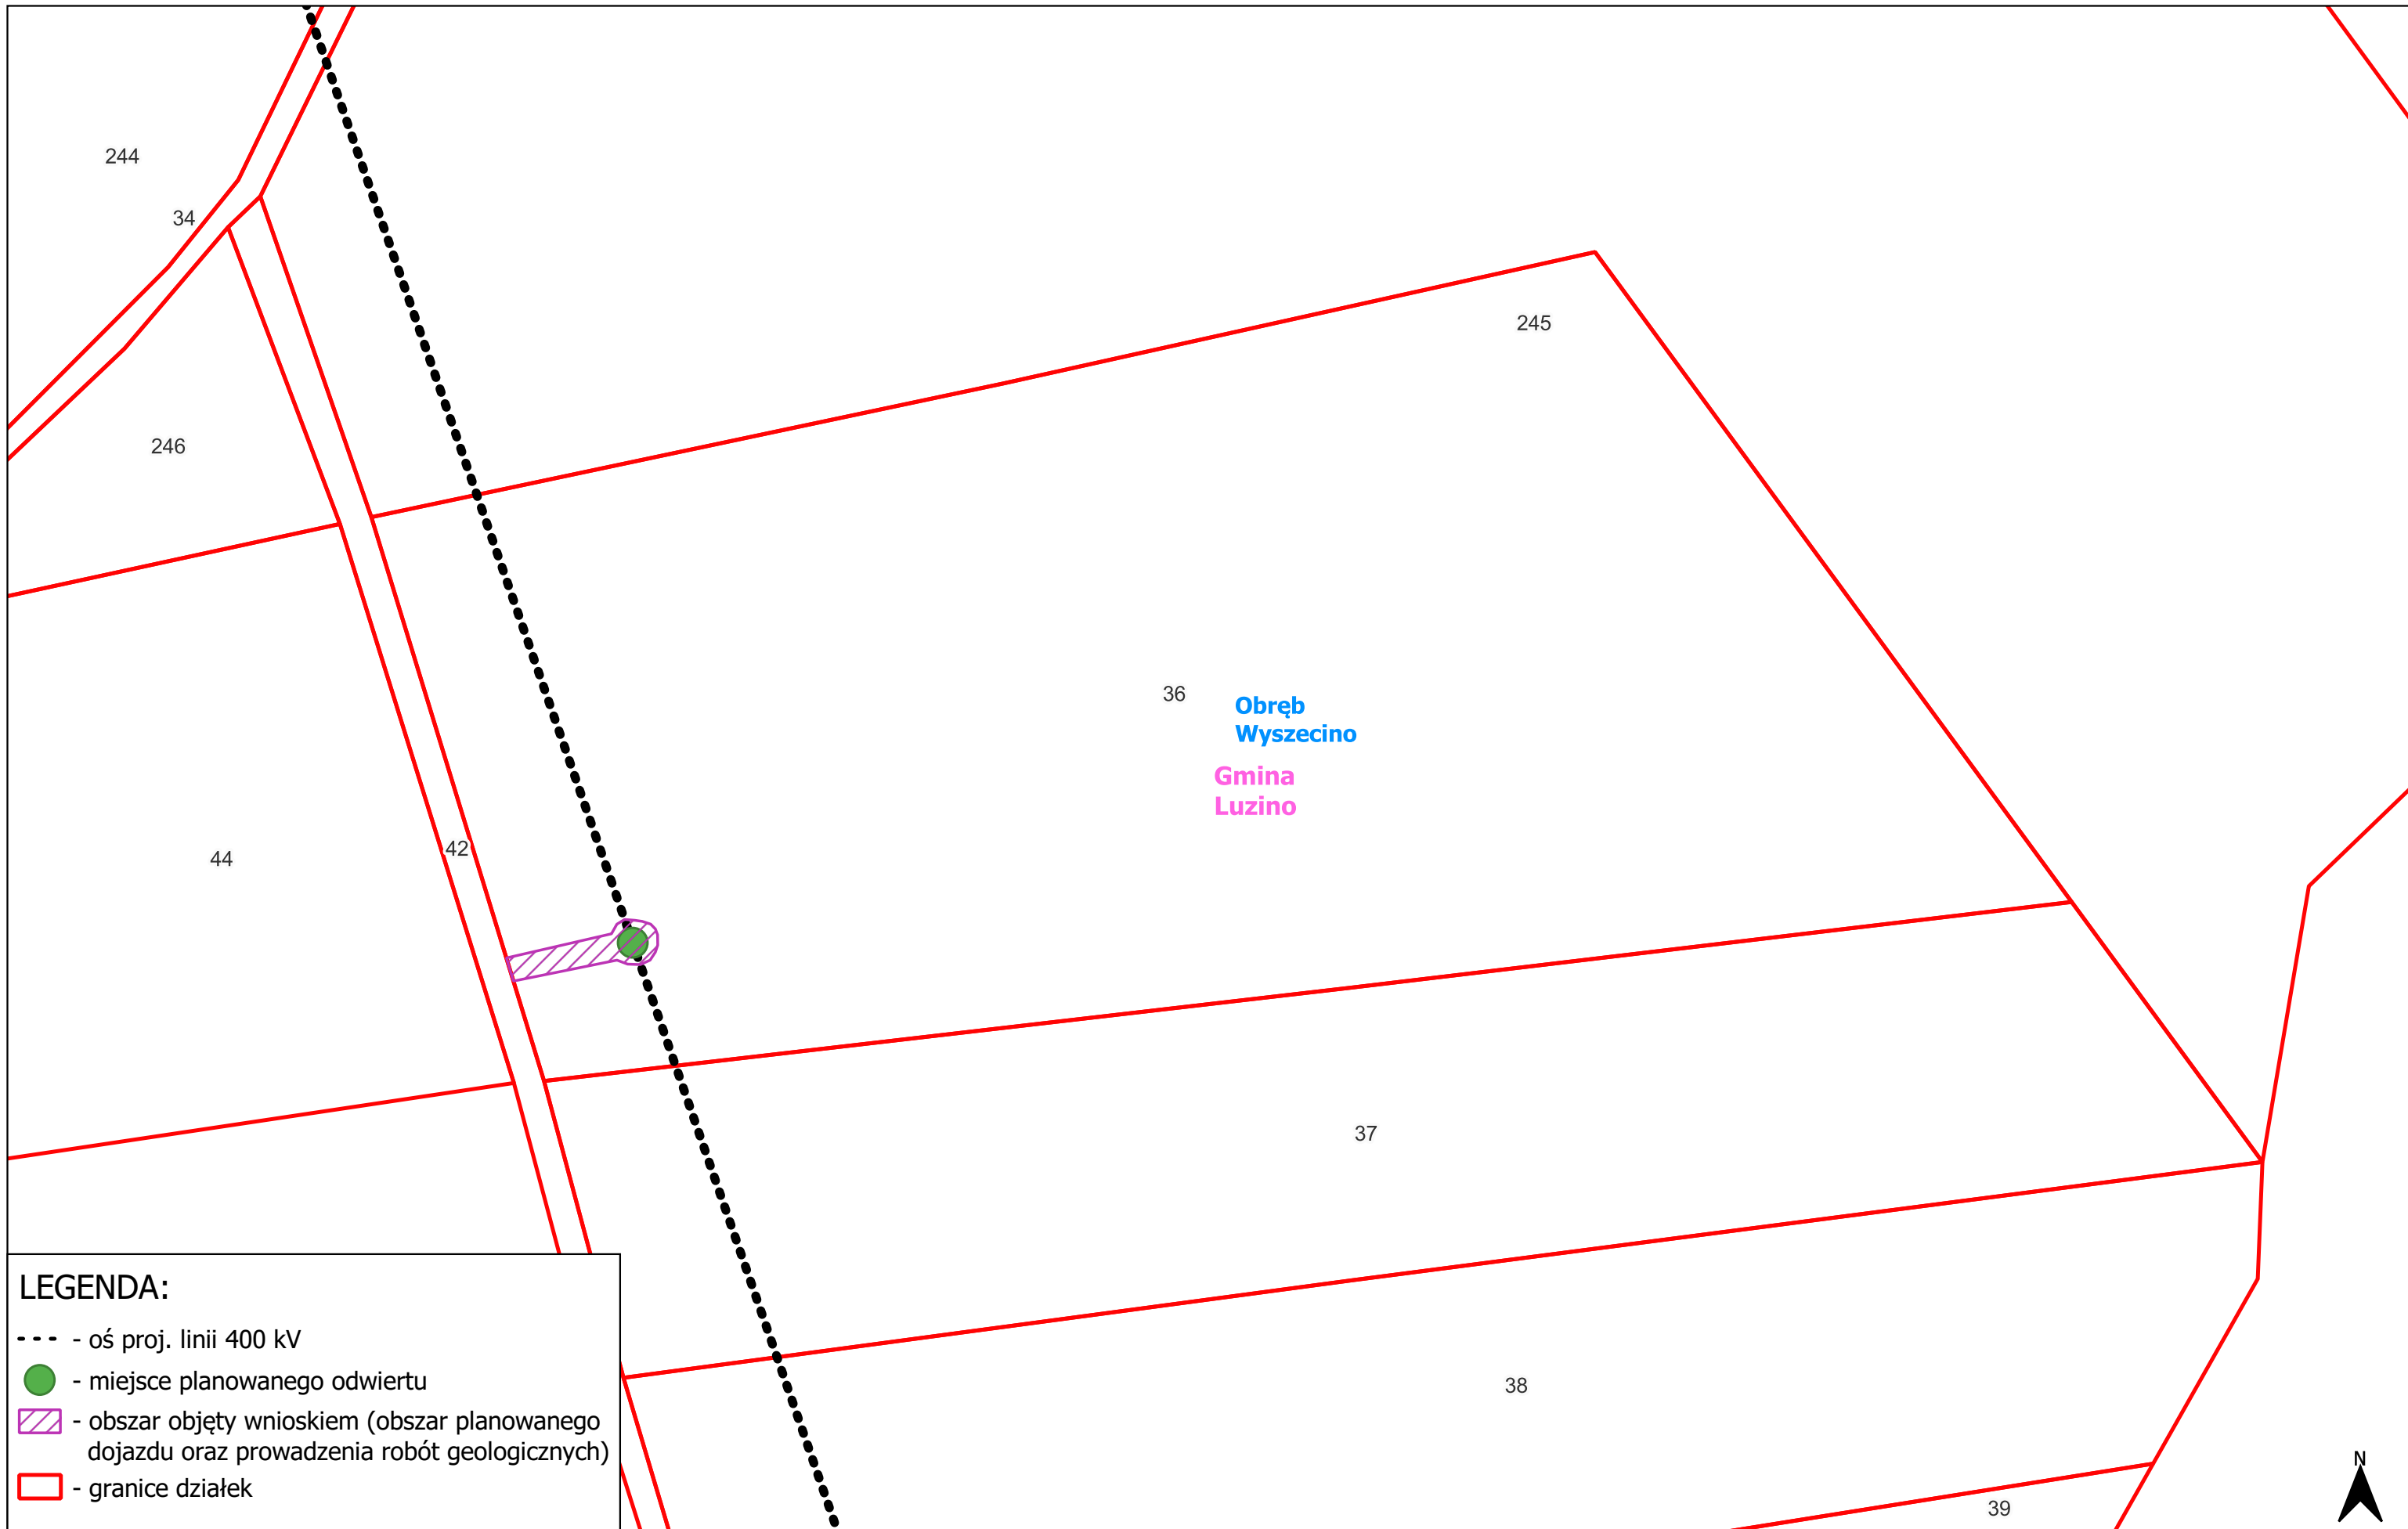 244
34
245
246
36
Obręb
Wyszecino
Gmina
Luzino
44
42
37
LEGENDA:
- oś proj. linii 400 kV
- miejsce planowanego odwiertu
- obszar objęty wnioskiem (obszar planowanego
dojazdu oraz prowadzenia robót geologicznych)
- granice działek
38
39
N